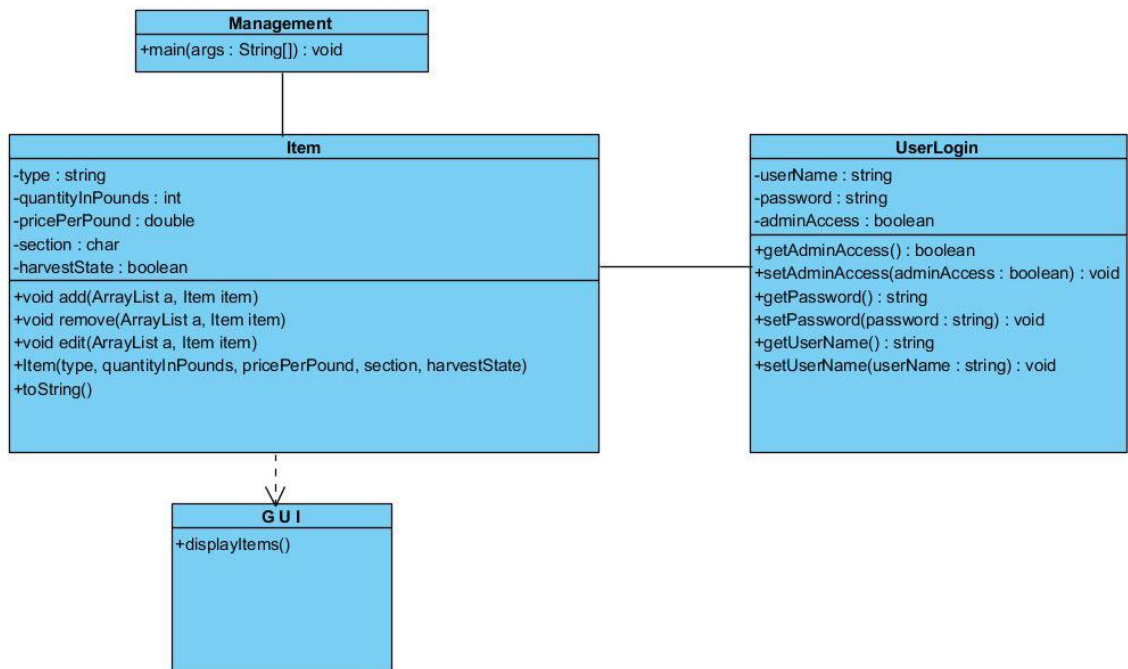 Management
+main(args : String[]) : void
Item
-type : string
-quantityInPounds : int
-pricePerPound : double
-section : char
-harvestState : boolean
+void add(ArrayList a, Item item)
+void remove(ArrayList a, Item item)
+void edit(ArrayList a, Item item)
+Item(type, quantityInPounds, pricePerPound, section, harvestState)
+toString()
UserLogin
-userName : string
-password : string
-adminAccess : boolean
+getAdminAccess() : boolean
+setAdminAccess(adminAccess : boolean) : void
+getPassword() : string
+setPassword(password : string) : void
+getUserName() : string
+setUserName(userName : string) : void
G U I
+displayItems()